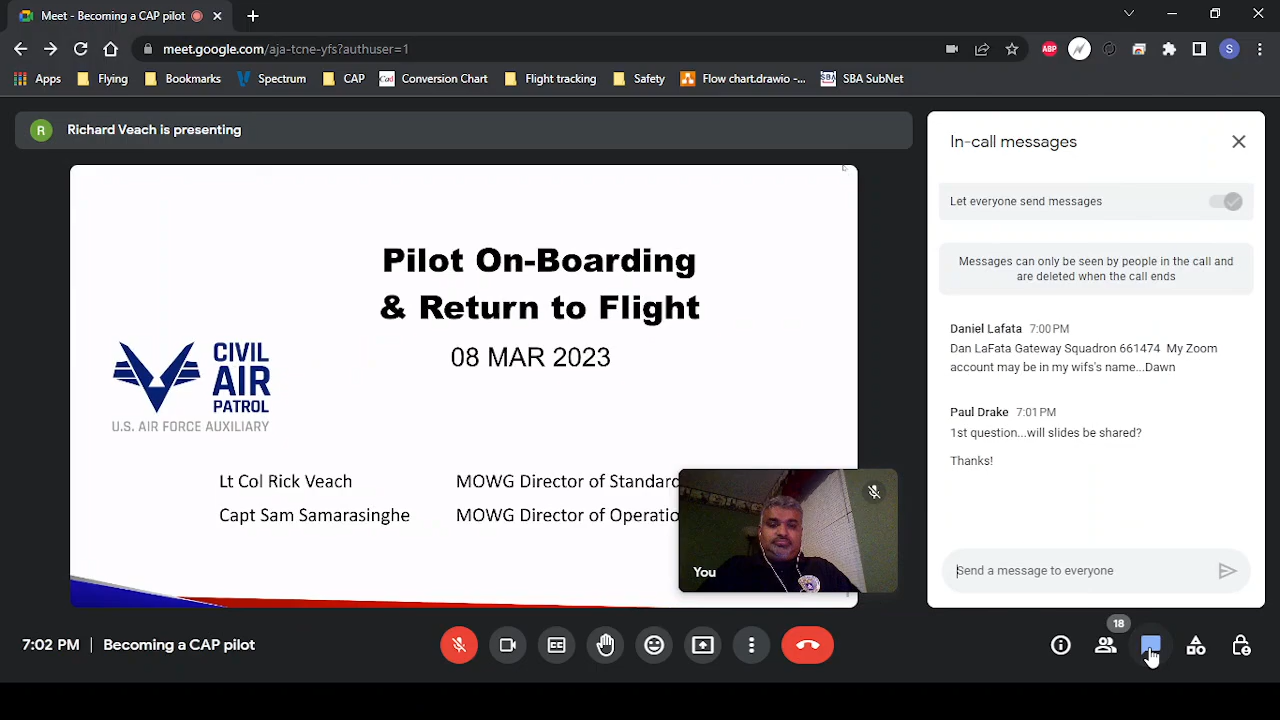 Meet - Becoming a CAP pilot
meet.google.com/aja-tcne-yfs?authuser=1
ABP
S
Apps
Flying
Bookmarks
Spectrum
CAP
Cad
Conversion Chart
Flight tracking
Safety
Flow chart.drawio -...
SBA
SBA SubNet
R
Richard Veach is presenting
Pilot On-Boarding
& Return to Flight
08 MAR 2023
CIVIL
AIR
PATROL
U.S. AIR FORCE AUXILIARY
Lt Col Rick Veach MOWG Director of Standard
Capt Sam Samarasinghe MOWG Director of Operatio
You
In-call messages
Let everyone send messages
Messages can only be seen by people in the call and
are deleted when the call ends
Daniel Lafata 7:00 PM
Dan LaFata Gateway Squadron 661474 My Zoom
account may be in my wifs's name...Dawn
Paul Drake 7:01 PM
1st question...will slides be shared?
Thanks!
Send a message to everyone
7:02 PM | Becoming a CAP pilot
CC
18